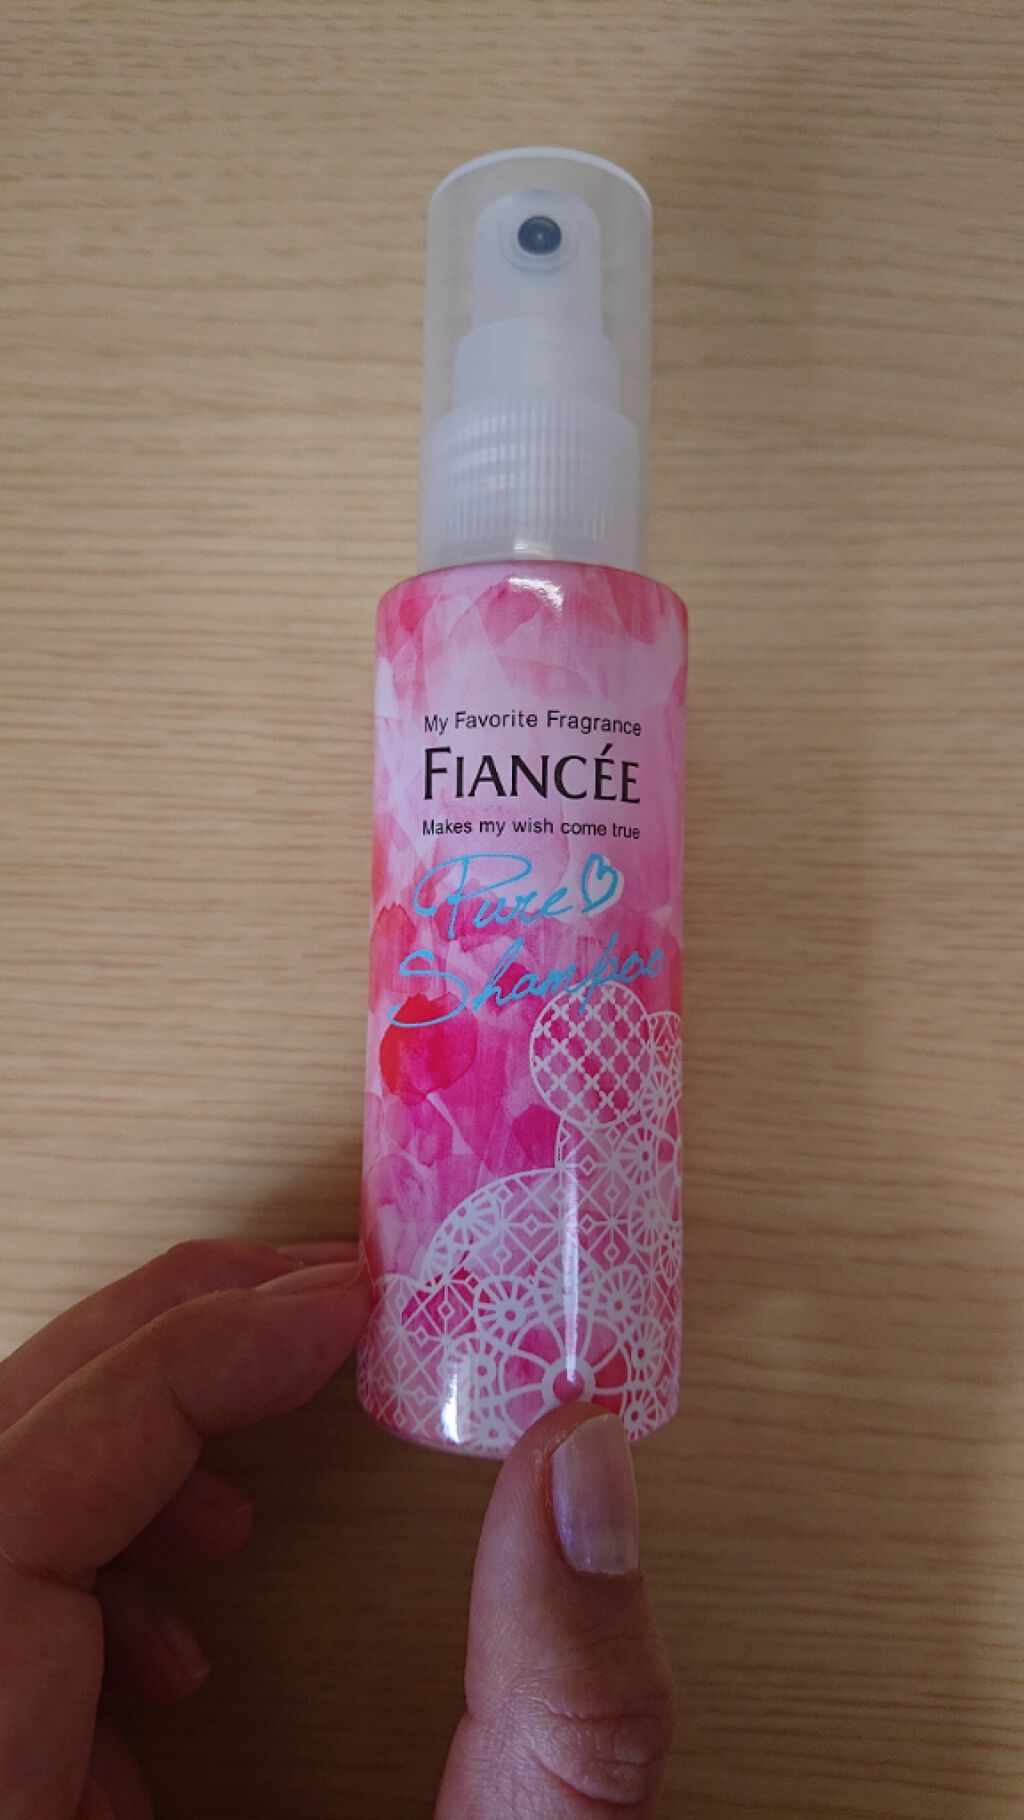 My Favorite Fragrance
FIANCÉE
Makes my wish come true
Pure
Shampoo